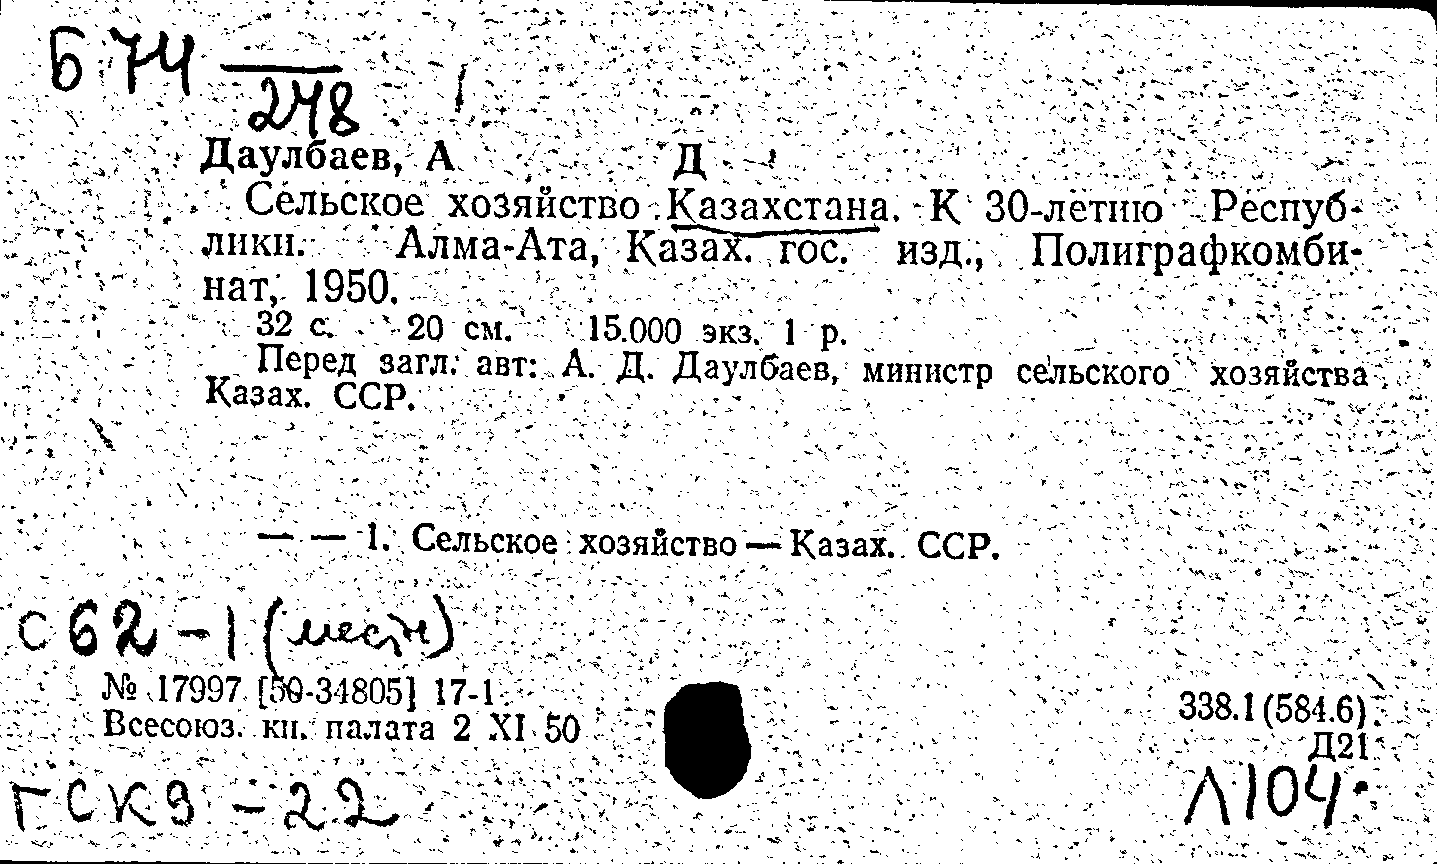 Б 74
248
Даулбаев, А Д
Сельское хозяйство Казахстана. К 30-летию Респуб-
лики. Алма-Ата, Казах. гос. изд., Полиграфкомби-
нат, 1950.
32 с. 20 см. 15.000 экз. 1 р.
Перед загл. авт: А. Д. Даулбаев, министр сельского хозяйства
Казах. ССР.
— — 1. Сельское хозяйство — Казах. ССР.
С 62-1 (местн)
№ 17997 [50-34805] 17-1
Всесоюз. кн. палата 2 XI 50
338.1(584.6)
Д21
ГСКЗ - 22
Л104